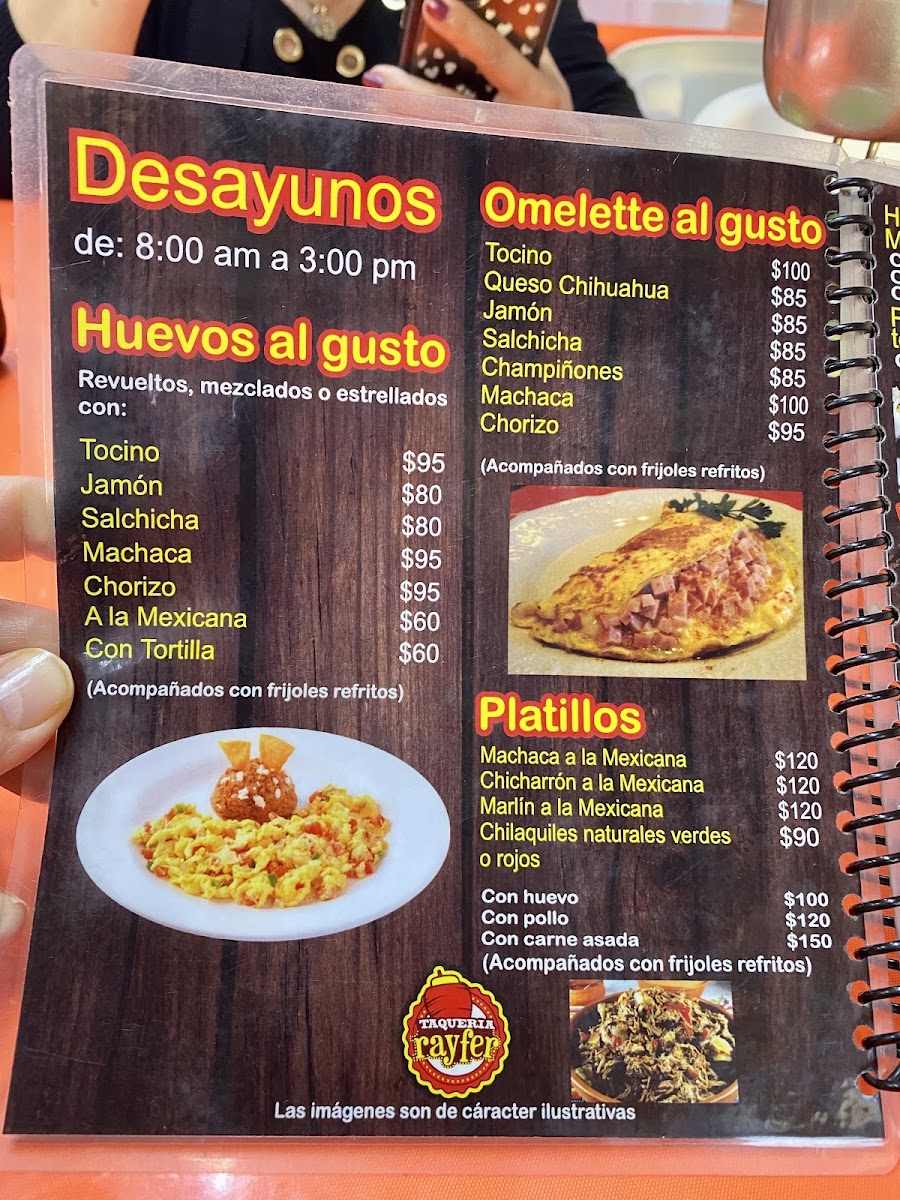 Desayunos
de: 8:00 am a 3:00 pm
Huevos al gusto
Revueltos, mezclados o estrellados
con:
Tocino $95
Jamón $80
Salchicha $80
Machaca $95
Chorizo $95
A la Mexicana $60
Con Tortilla $60
(Acompañados con frijoles refritos)
Omelette al gusto
Tocino $100
Queso Chihuahua $85
Jamón $85
Salchicha $85
Champiñones $85
Machaca $100
Chorizo $95
(Acompañados con frijoles refritos)
Platillos
Machaca a la Mexicana $120
Chicharrón a la Mexicana $120
Marlín a la Mexicana $120
Chilaquiles naturales verdes $90
o rojos
Con huevo $100
Con pollo $120
Con carne asada $150
(Acompañados con frijoles refritos)
TAQUERIA
rayfer
Las imágenes son de cáracter ilustrativas